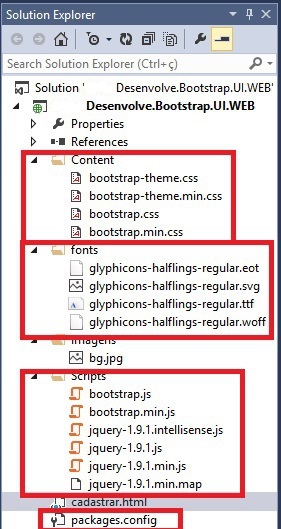 Solution Explorer
Search Solution Explorer (Ctrl+ç)
Solution ' Desenvolve.Bootstrap.UI.WEB
Desenvolve.Bootstrap.UI.WEB
Properties
References
Content
bootstrap-theme.css
bootstrap-theme.min.css
bootstrap.css
bootstrap.min.css
fonts
glyphicons-halflings-regular.eot
glyphicons-halflings-regular.svg
glyphicons-halflings-regular.ttf
glyphicons-halflings-regular.woff
Imagens
bg.jpg
Scripts
bootstrap.js
bootstrap.min.js
jquery-1.9.1.intellisense.js
jquery-1.9.1.js
jquery-1.9.1.min.js
jquery-1.9.1.min.map
cadastrar.html
packages.config